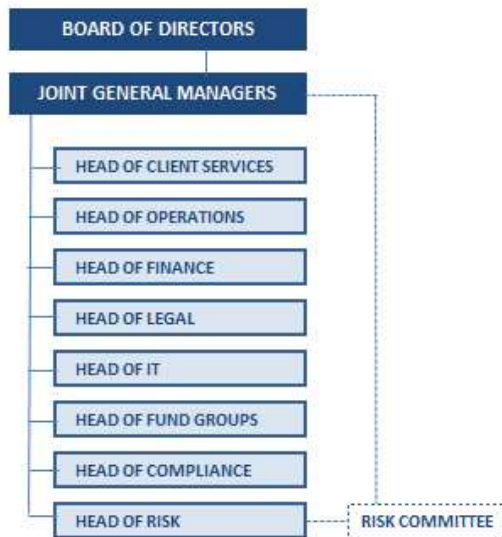 BOARD OF DIRECTORS
JOINT GENERAL MANAGERS
HEAD OF CLIENT SERVICES
HEAD OF OPERATIONS
HEAD OF FINANCE
HEAD OF LEGAL
HEAD OF IT
HEAD OF FUND GROUPS
HEAD OF COMPLIANCE
HEAD OF RISK
RISK COMMITTEE